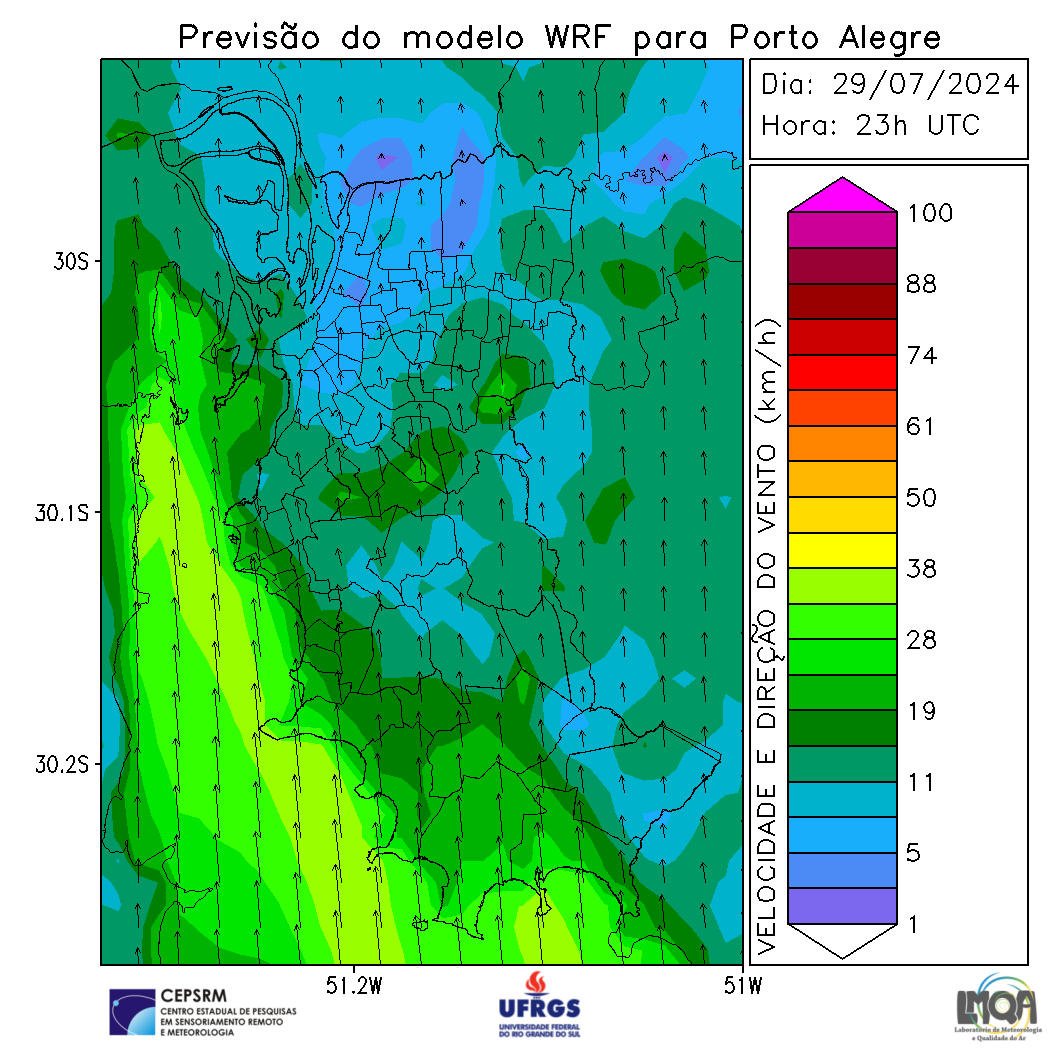 Previsão do modelo WRF para Porto Alegre
Dia: 29/07/2024
Hora: 23h UTC
30S
30.1S
30.2S
51.2W
51W
VELOCIDADE E DIREÇÃO DO VENTO (km/h)
100
88
74
61
50
38
28
19
11
5
1
CEPSRM
CENTRO ESTADUAL DE PESQUISAS
EM SENSORIAMENTO REMOTO
E METEOROLOGIA
UFRGS
UNIVERSIDADE FEDERAL
DO RIO GRANDE DO SUL
LMQA
Laboratório de Meteorologia
e Qualidade do Ar